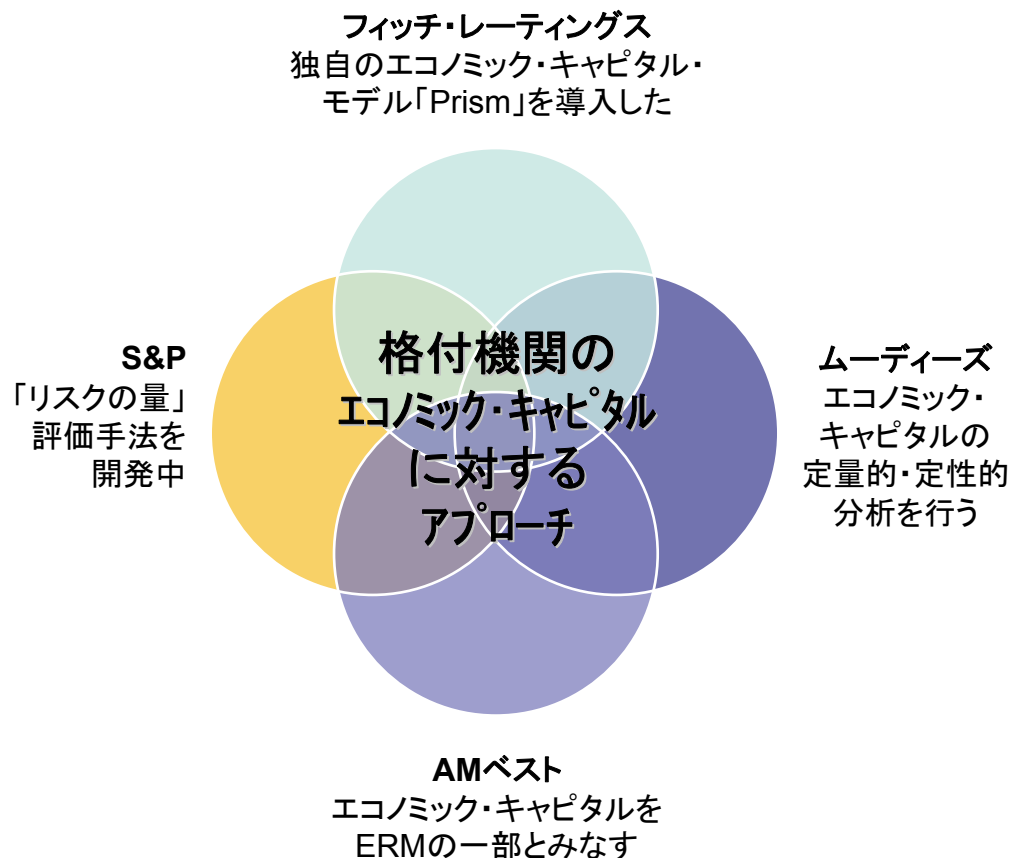 フィッチ・レーティングス
独自のエコノミック・キャピタル・
モデル「Prism」を導入した
S&P
「リスクの量」
評価手法を
開発中
格付機関の
エコノミック・キャピタル
に対する
アプローチ
ムーディーズ
エコノミック・
キャピタルの
定量的・定性的
分析を行う
AMベスト
エコノミック・キャピタルを
ERMの一部とみなす